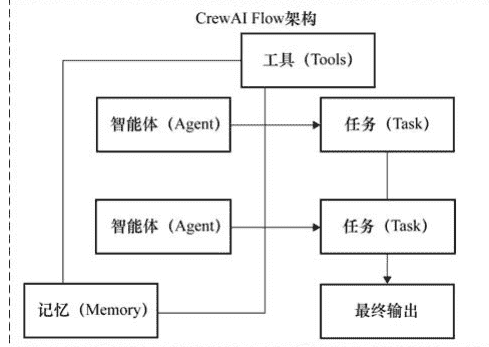 CrewAI Flow架构
工具（Tools）
智能体（Agent）
任务（Task）
智能体（Agent）
任务（Task）
记忆（Memory）
最终输出